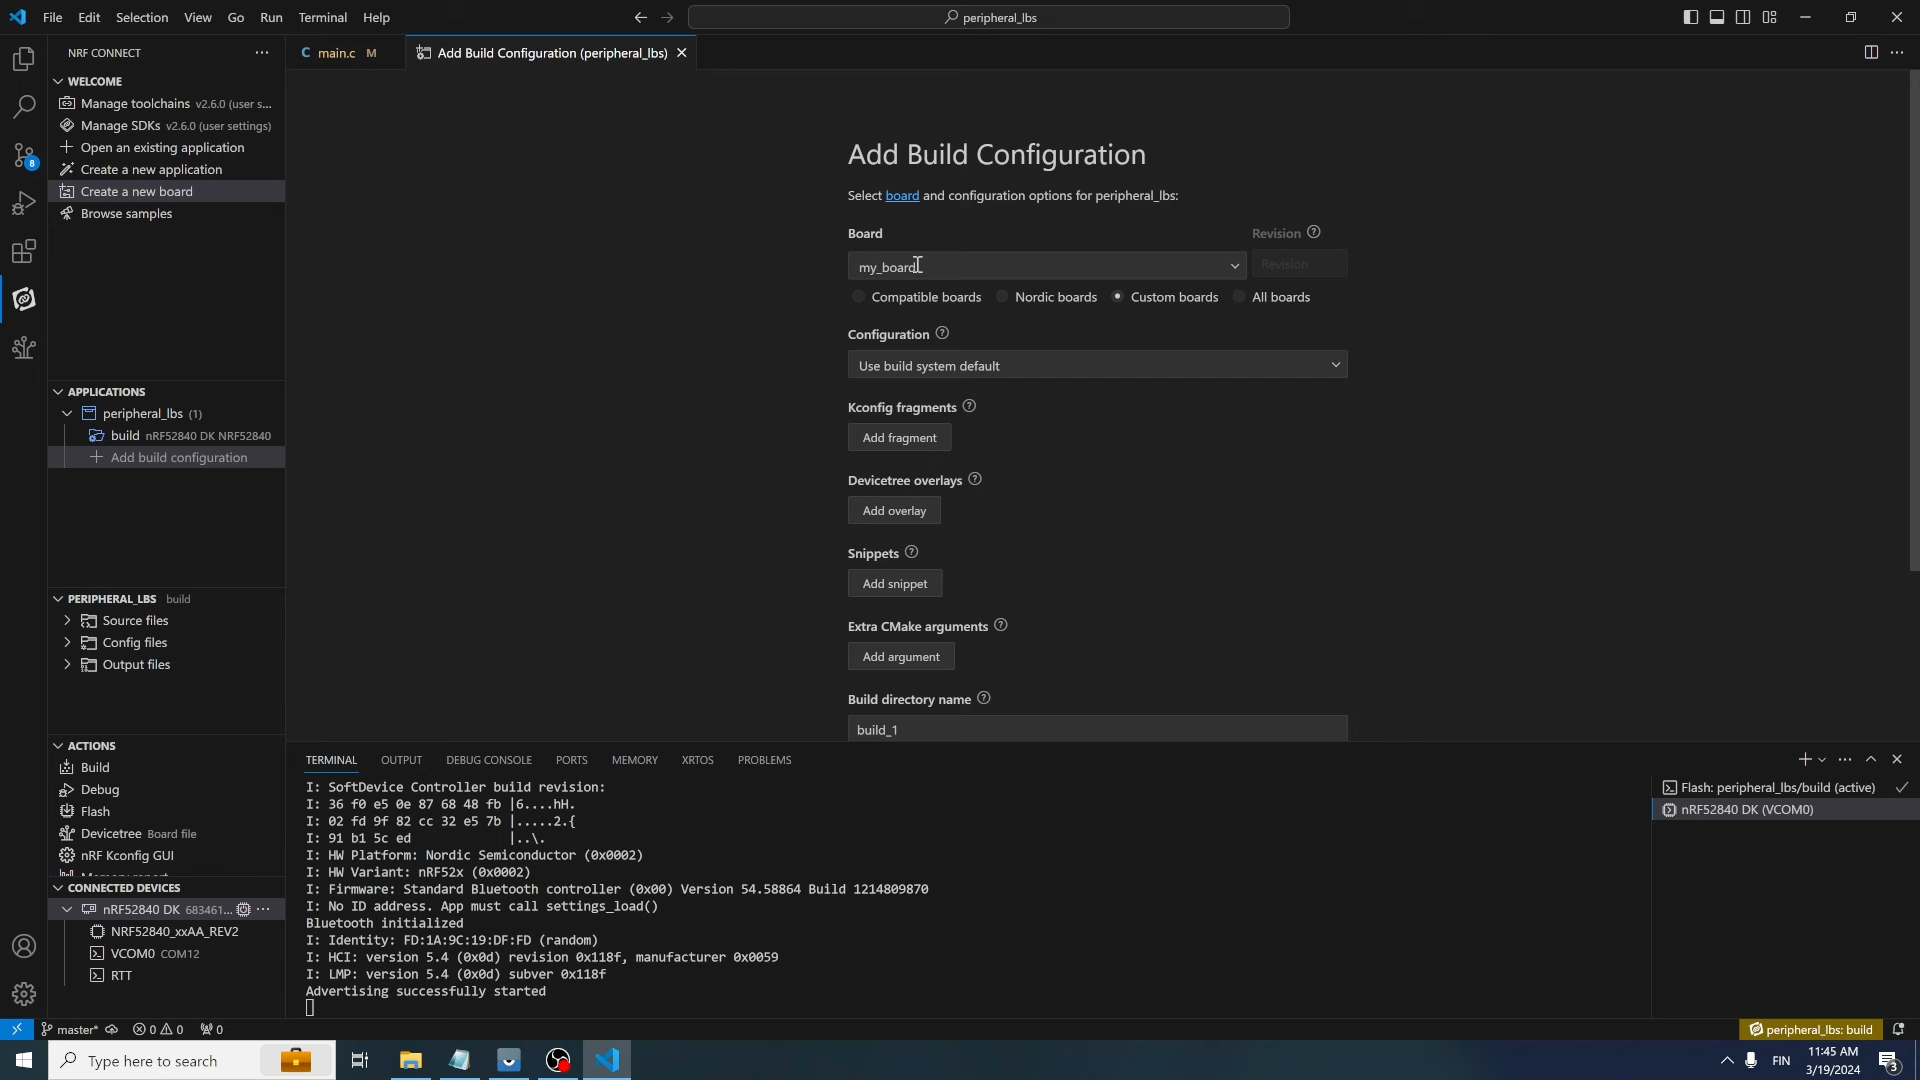 File Edit Selection View Go Run Terminal Help
peripheral_lbs
NRF CONNECT
C main.c M
Add Build Configuration (peripheral_lbs)
WELCOME
Manage toolchains v2.6.0 (user s...
Manage SDKs v2.6.0 (user settings)
Open an existing application
Create a new application
Create a new board
Browse samples
8
APPLICATIONS
peripheral_lbs (1)
build nRF52840 DK NRF52840
Add build configuration
PERIPHERAL_LBS build
Source files
Config files
Output files
ACTIONS
Build
Debug
Flash
Devicetree Board file
nRF Kconfig GUI
Memory report
CONNECTED DEVICES
nRF52840 DK 683461...
NRF52840_xxAA_REV2
VCOM0 COM12
RTT
Add Build Configuration
Select board and configuration options for peripheral_lbs:
Board
Revision
my_board
Revision
Compatible boards Nordic boards Custom boards All boards
Configuration
Use build system default
Kconfig fragments
Add fragment
Devicetree overlays
Add overlay
Snippets
Add snippet
Extra CMake arguments
Add argument
Build directory name
build_1
TERMINAL OUTPUT DEBUG CONSOLE PORTS MEMORY XRTOS PROBLEMS
I: SoftDevice Controller build revision:
I: 36 f0 e5 0e 87 68 48 fb |6....hH.
I: 02 fd 9f 82 cc 32 e5 7b |.....2.{
I: 91 b1 5c ed |..\.
I: HW Platform: Nordic Semiconductor (0x0002)
I: HW Variant: nRF52x (0x0002)
I: Firmware: Standard Bluetooth controller (0x00) Version 54.58864 Build 1214809870
I: No ID address. App must call settings_load()
Bluetooth initialized
I: Identity: FD:1A:9C:19:DF:FD (random)
I: HCI: version 5.4 (0x0d) revision 0x118f, manufacturer 0x0059
I: LMP: version 5.4 (0x0d) subver 0x118f
Advertising successfully started
Flash: peripheral_lbs/build (active)
nRF52840 DK (VCOM0)
master* 0 0 0
peripheral_lbs: build
Type here to search
FIN
11:45 AM
3/19/2024
3